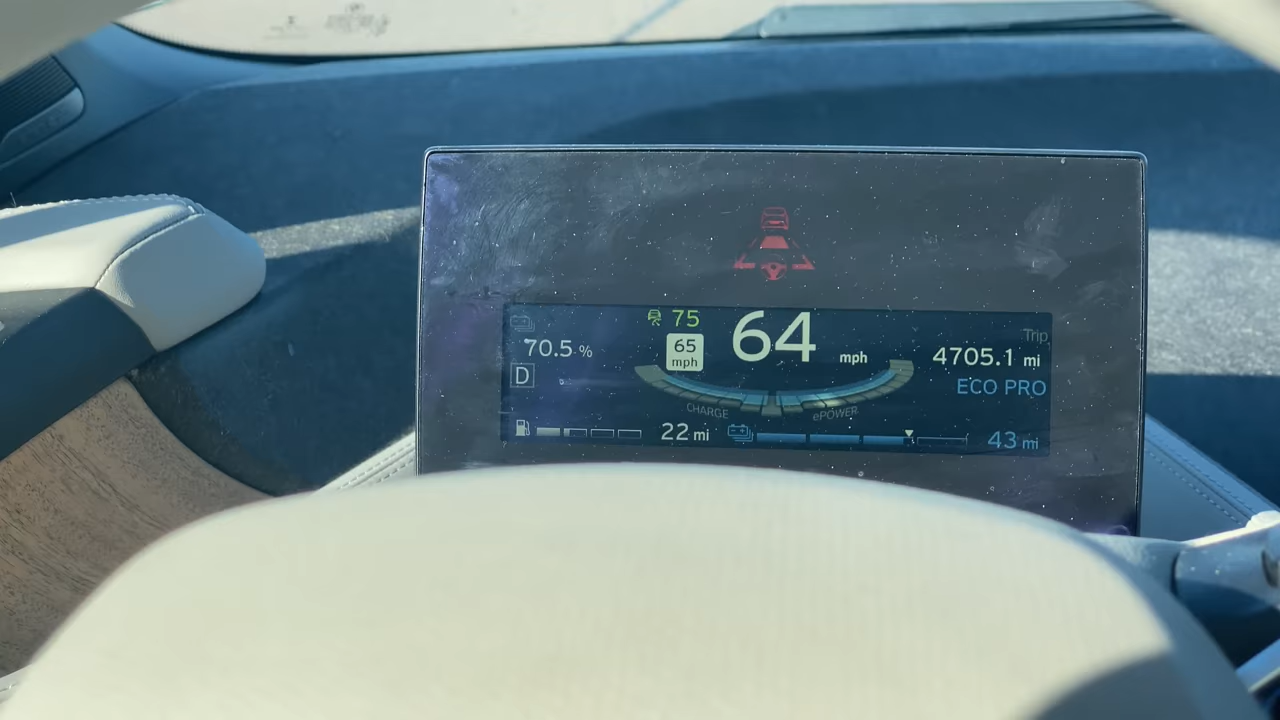 75
64 mph
65
mph
Trip
70.5 %
4705.1 mi
D
ECO PRO
CHARGE
ePOWER
22 mi
43 mi